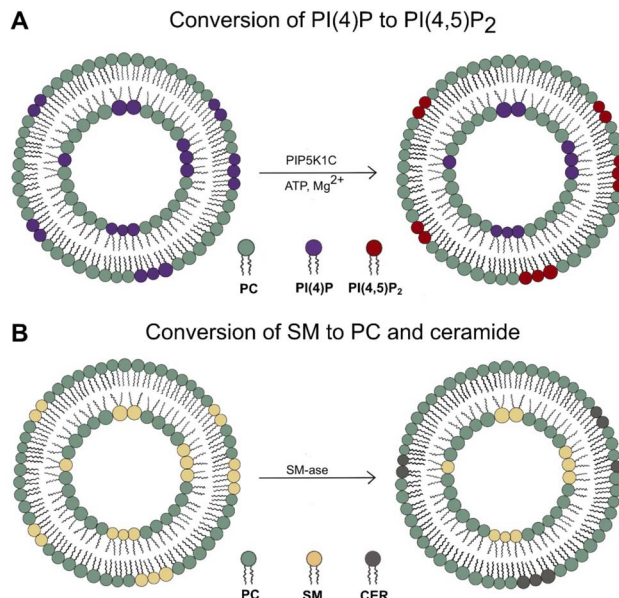 A
Conversion of PI(4)P to PI(4,5)P₂
PIP5K1C
ATP, Mg²⁺
PC PI(4)P PI(4,5)P₂
B
Conversion of SM to PC and ceramide
SM-ase
PC SM CER